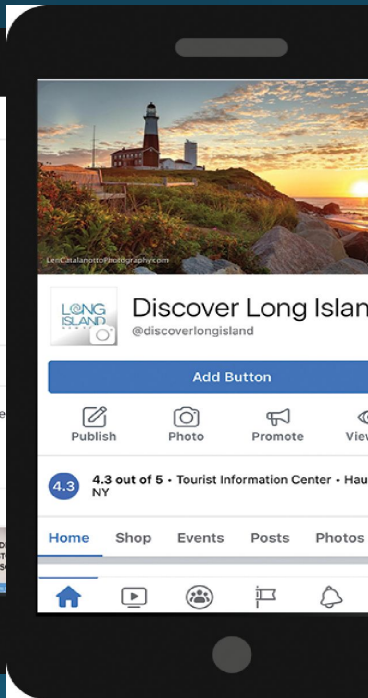 LenCatalanottoPhotography.com
LONG
ISLAND
Discover Long Islan
@discoverlongisland
Add Button
Publish
Photo
Promote
View
4.3
4.3 out of 5 • Tourist Information Center • Hau
NY
Home Shop Events Posts Photos